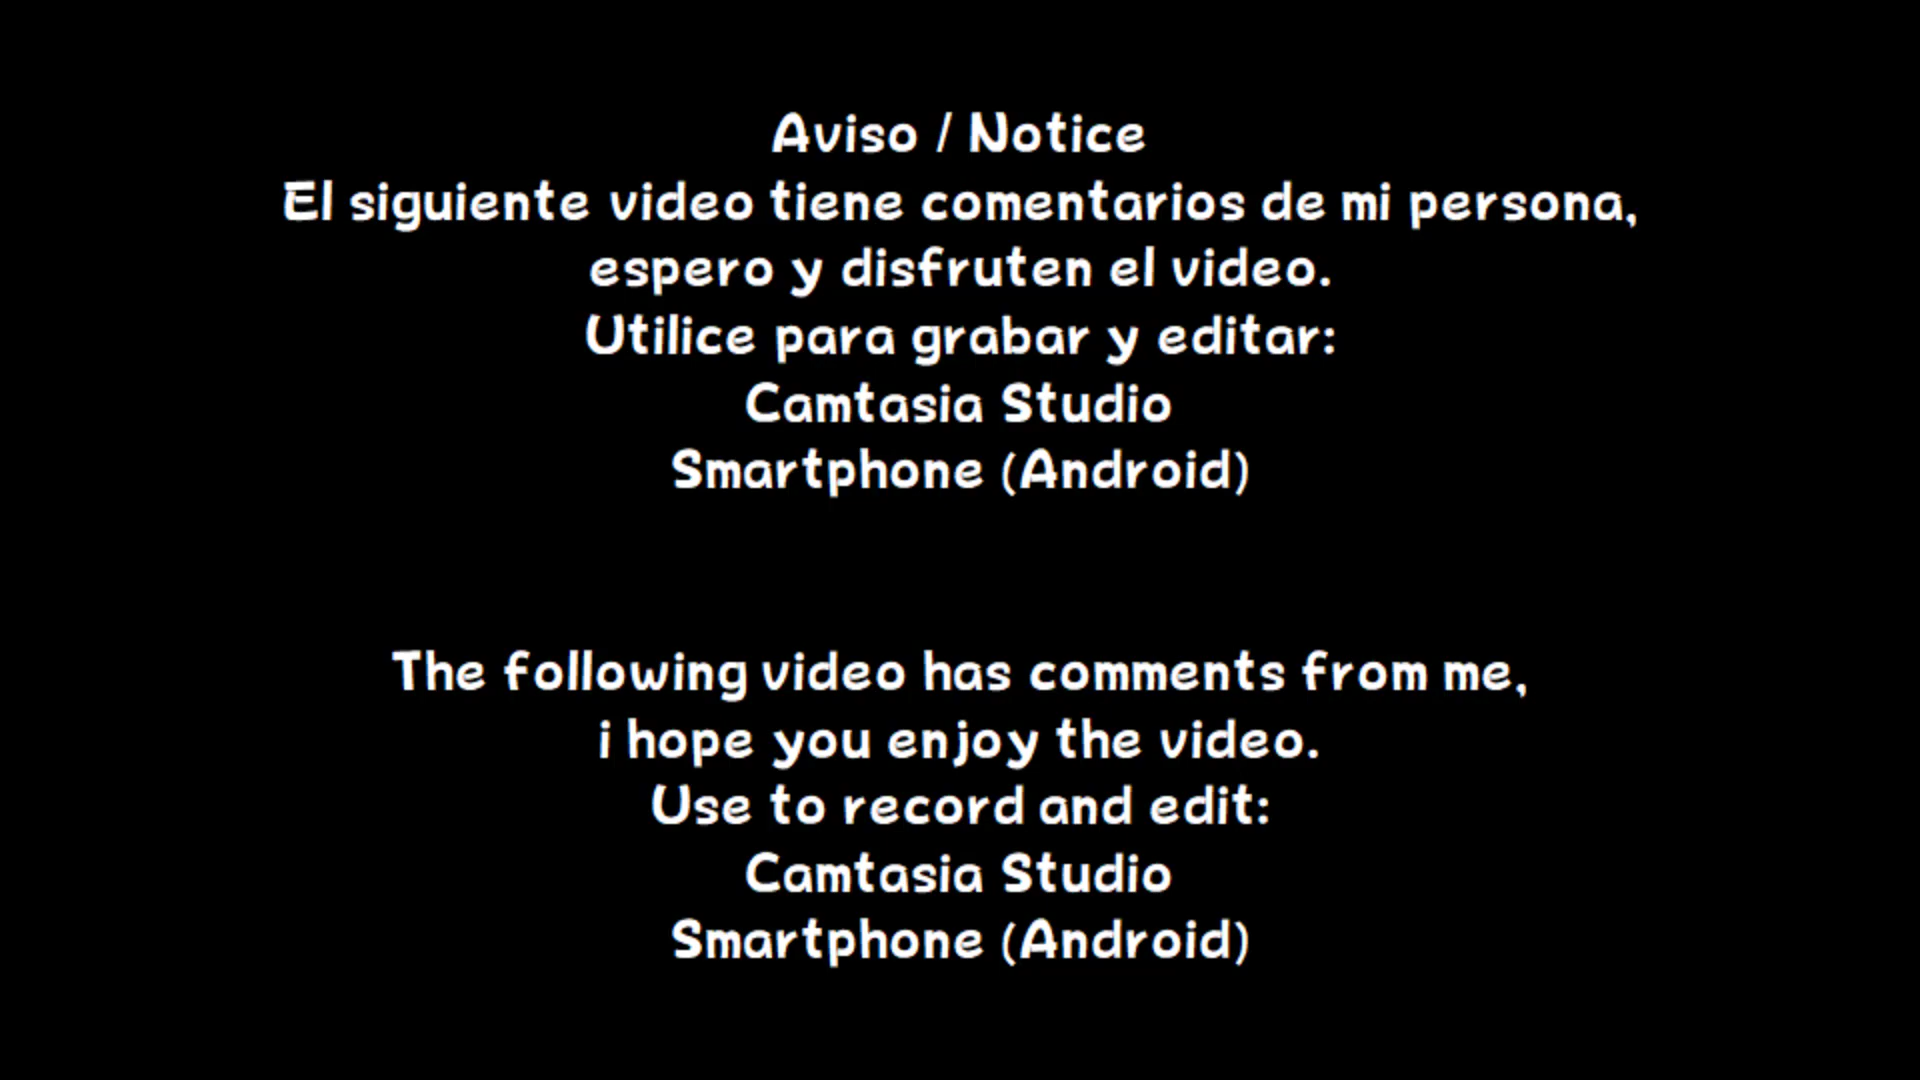 Aviso / Notice
El siguiente video tiene comentarios de mi persona,
espero y disfruten el video.
Utilice para grabar y editar:
Camtasia Studio
Smartphone (Android)
The following video has comments from me,
i hope you enjoy the video.
Use to record and edit:
Camtasia Studio
Smartphone (Android)